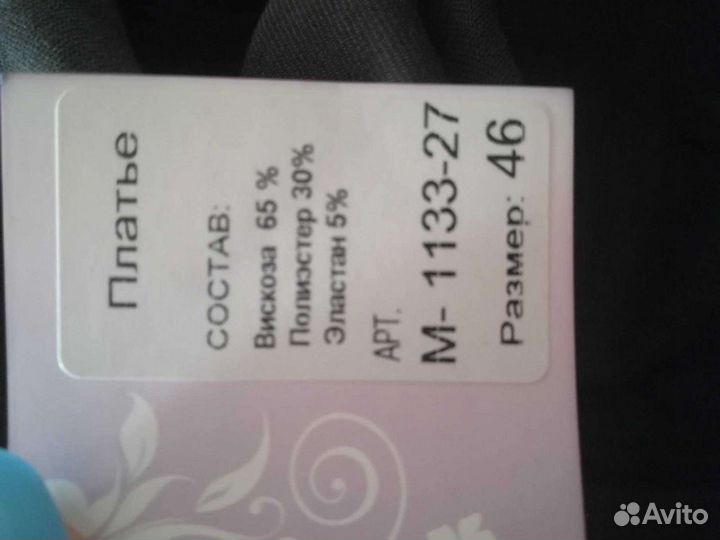 Платье
СОСТАВ:
Вискоза 65 %
Полиэстер 30%
Эластан 5%
АРТ.
М- 1133-27
Размер: 46
Avito